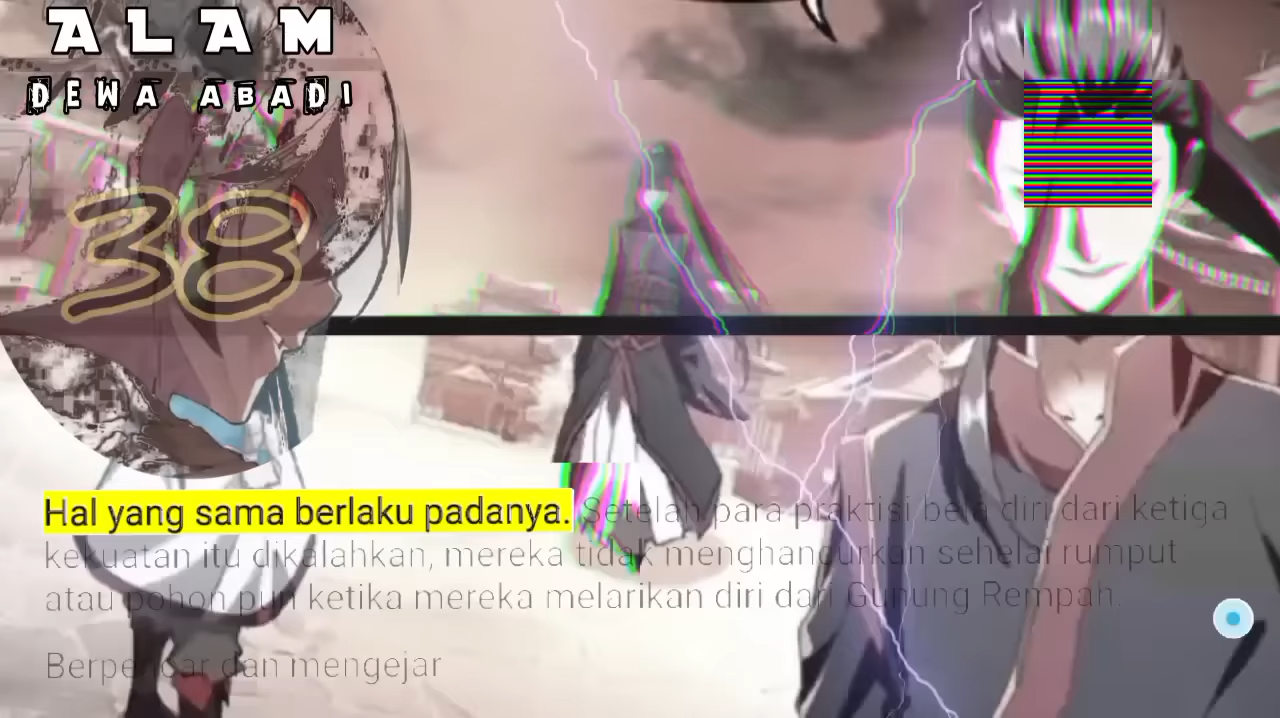 ALAM
DEWA ABADI
38
Hal yang sama berlaku padanya. Setelah para praktisi bela diri dari ketiga
kekuatan itu dikalahkan, mereka tidak menghancurkan sehelai rumput
atau pohon pun ketika mereka melarikan diri dari Gunung Rempah.
Berpencar dan mengejar